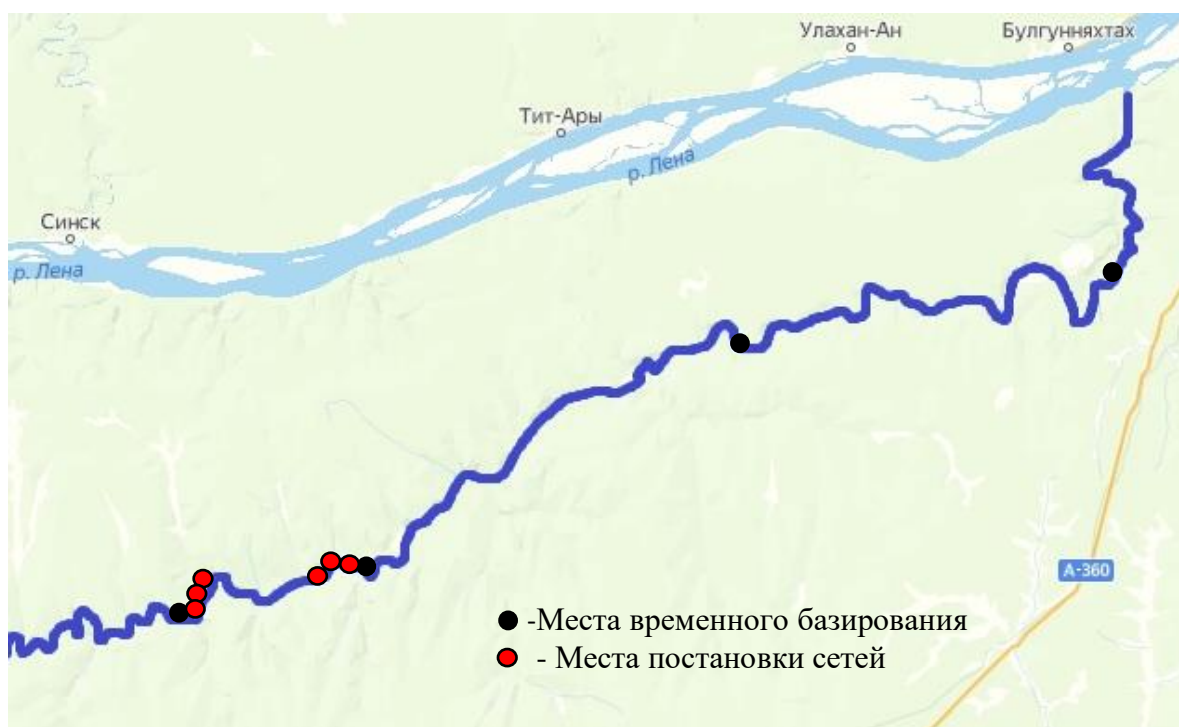 Улахан-Ан
Булгунняхтах
Тит-Ары
р. Лена
Синск
р. Лена
А-360
-Места временного базирования
- Места постановки сетей